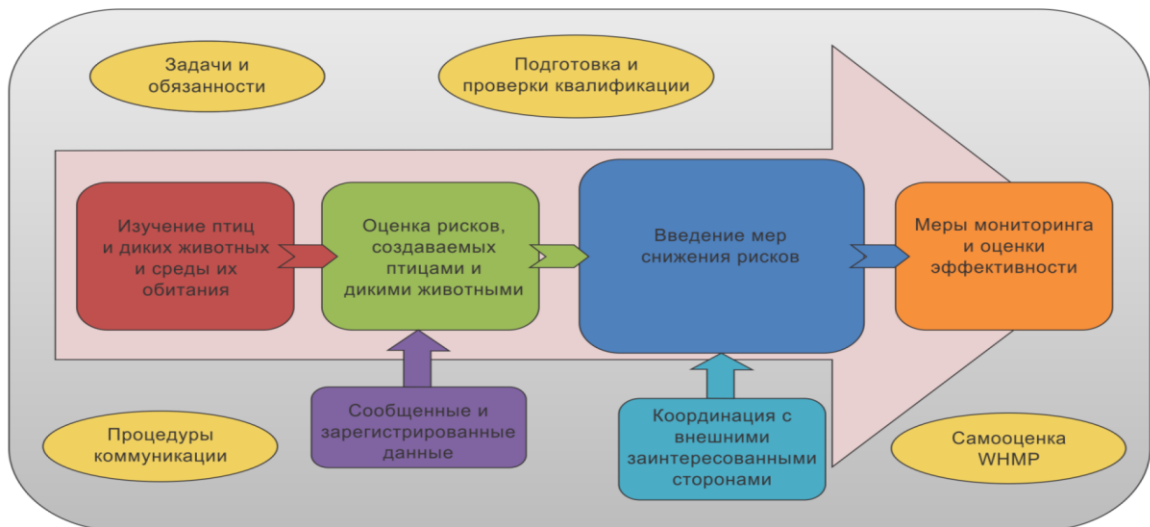 Задачи и
обязанности
Подготовка и
проверки квалификации
Изучение птиц
и диких животных
и среды их
обитания
Оценка рисков,
создаваемых
птицами и
дикими животными
Введение мер
снижения рисков
Меры мониторинга
и оценки
эффективности
Процедуры
коммуникации
Сообщенные и
зарегистрированные
данные
Координация с
внешними
заинтересованными
сторонами
Самооценка
WHMP